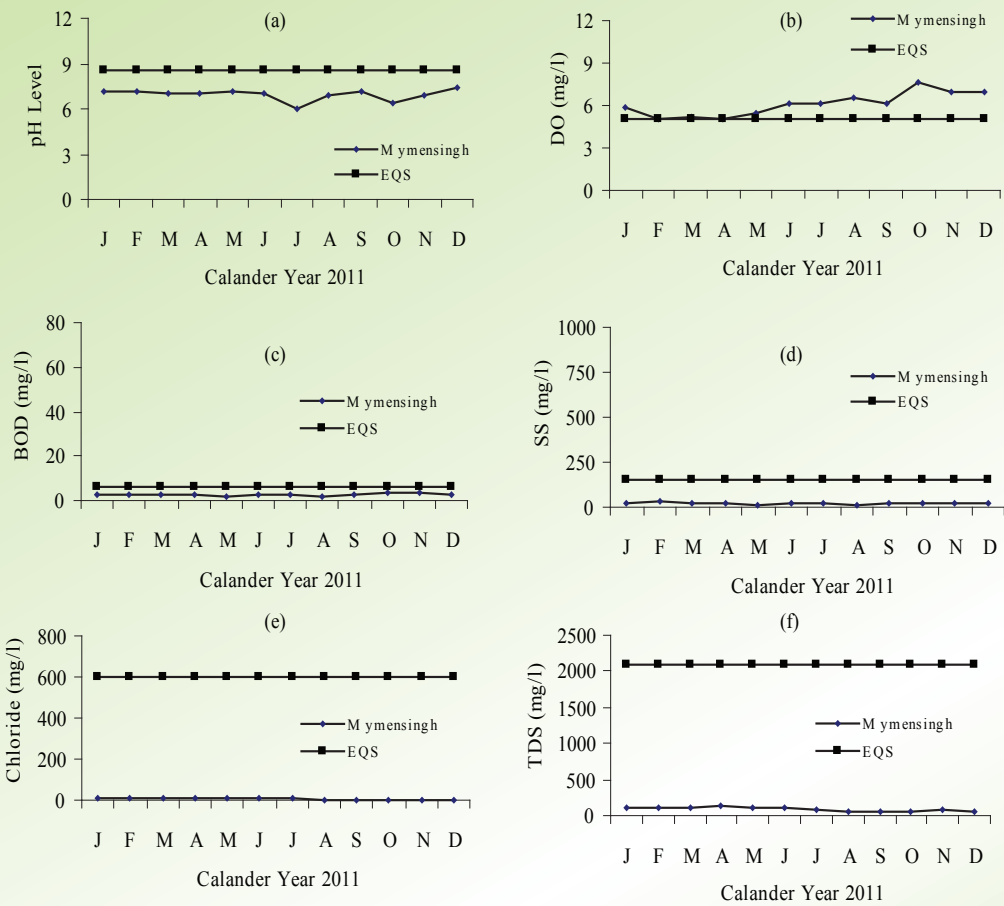 (a)
12
9
6
3
0
pH Level
M ymensingh
EQS
J F M A M J J A S O N D
Calander Year 2011
(b)
12
9
6
3
0
DO (mg/l)
M ymensingh
EQS
J F M A M J J A S O N D
Calander Year 2011
(c)
80
60
40
20
0
BOD (mg/l)
M ymensingh
EQS
J F M A M J J A S O N D
Calander Year 2011
(d)
1000
750
500
250
0
SS (mg/l)
M ymensingh
EQS
J F M A M J J A S O N D
Calander Year 2011
(e)
800
600
400
200
0
Chloride (mg/l)
M ymensingh
EQS
J F M A M J J A S O N D
Calander Year 2011
(f)
2500
2000
1500
1000
500
0
TDS (mg/l)
M ymensingh
EQS
J F M A M J J A S O N D
Calander Year 2011